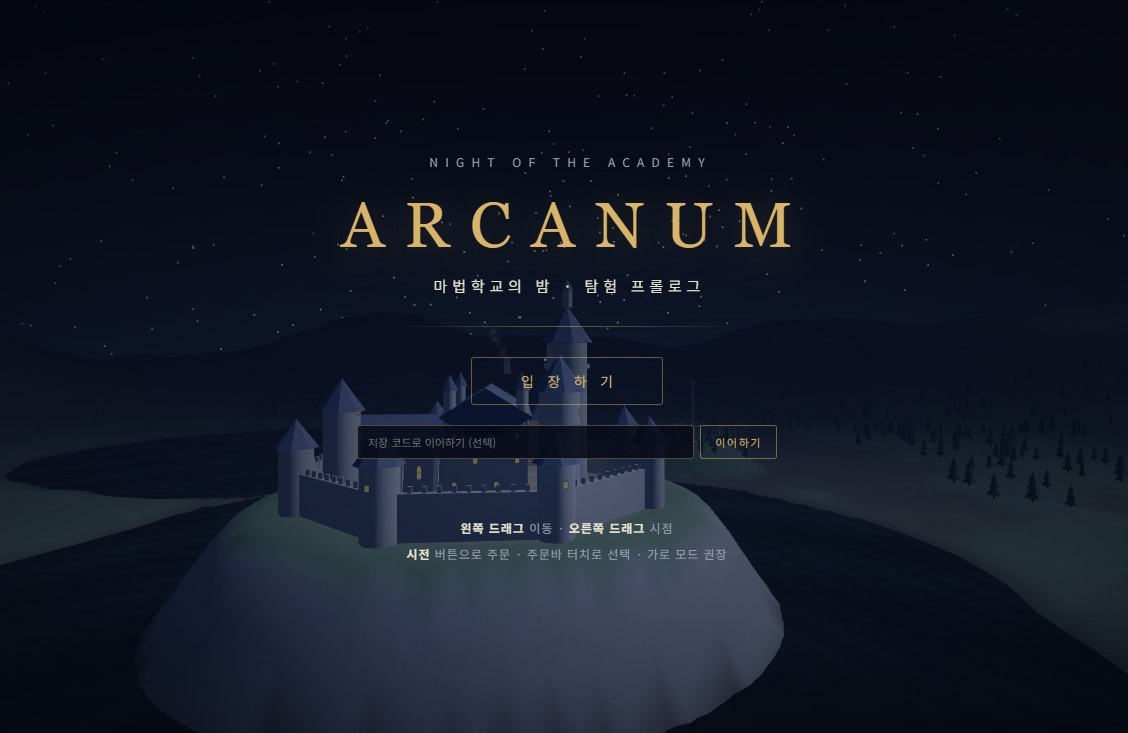 NIGHT OF THE ACADEMY
ARCANUM
마법학교의 밤 · 탐험 프롤로그
입장하기
저장 코드로 이어하기 (선택)
이어하기
왼쪽 드래그 이동 · 오른쪽 드래그 시점
시전 버튼으로 주문 · 주문바 터치로 선택 · 가로 모드 권장